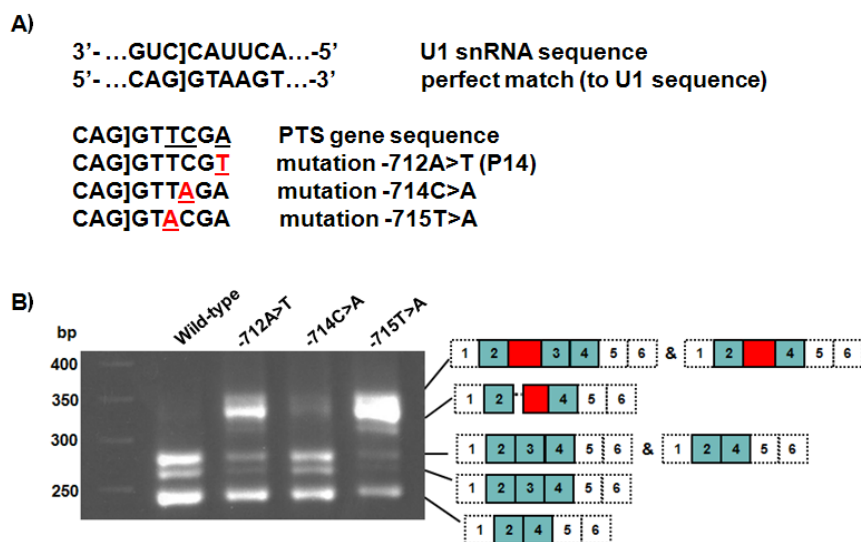 A)
3'- ...GUC]CAUUCA...-5' U1 snRNA sequence
5'- ...CAG]GTAAGT...-3' perfect match (to U1 sequence)
CAG]GTTCGA PTS gene sequence
CAG]GTTCGT mutation -712A>T (P14)
CAG]GTTAGA mutation -714C>A
CAG]GTACGA mutation -715T>A
B)
bp Wild-type -712A>T -714C>A -715T>A
400
350
300
250
1 2 3 4 5 6 & 1 2 4 5 6
1 2 4 5 6
1 2 3 4 5 6 & 1 2 4 5 6
1 2 3 4 5 6
1 2 4 5 6